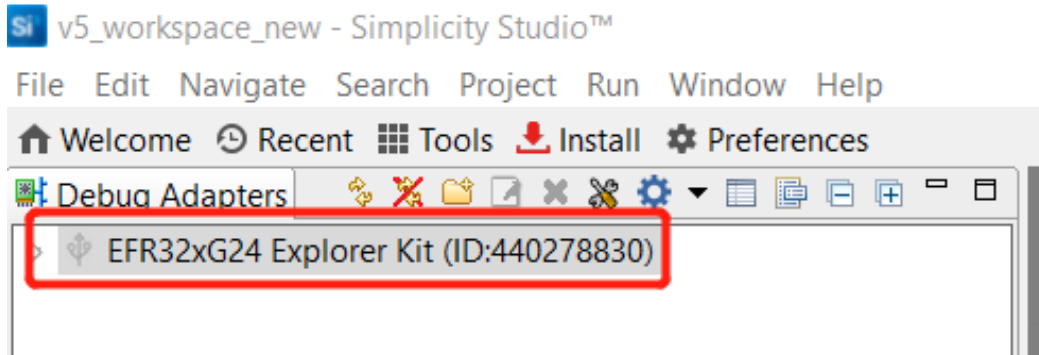 Si v5_workspace_new - Simplicity Studio™
File Edit Navigate Search Project Run Window Help
Welcome Recent Tools Install Preferences
Debug Adapters
EFR32xG24 Explorer Kit (ID:440278830)